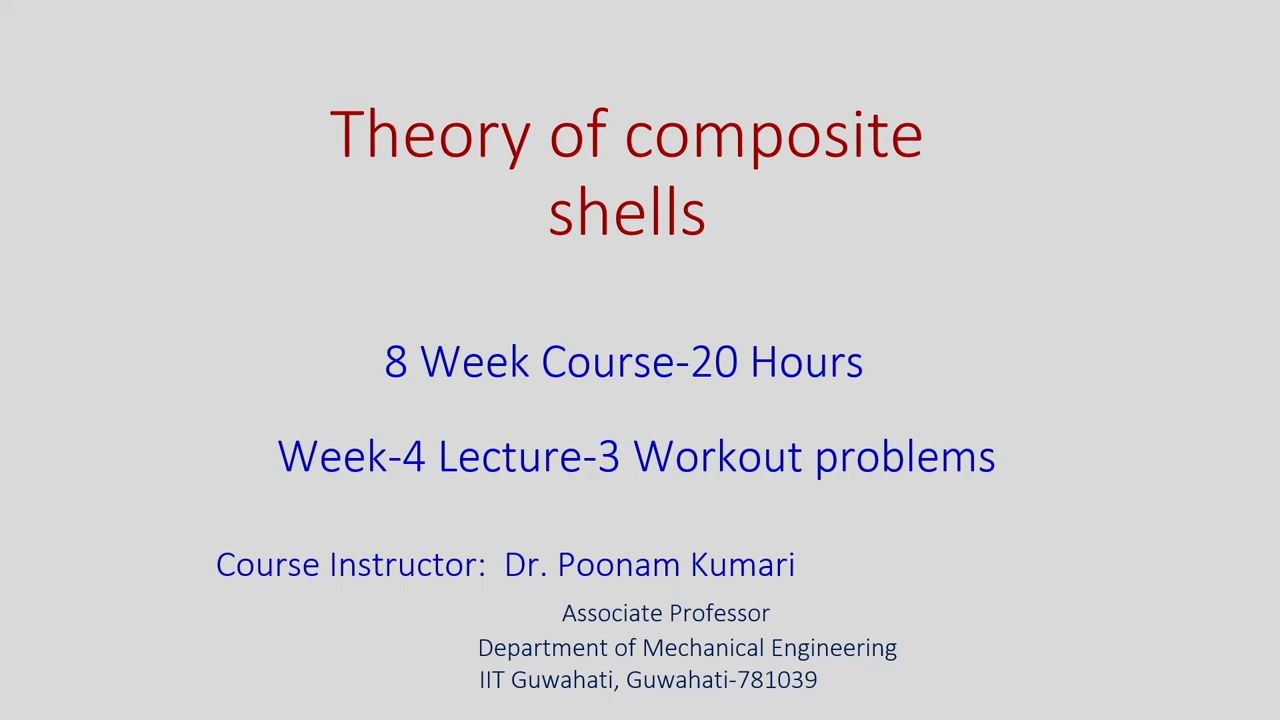 Theory of composite
shells
8 Week Course-20 Hours
Week-4 Lecture-3 Workout problems
Course Instructor: Dr. Poonam Kumari
Associate Professor
Department of Mechanical Engineering
IIT Guwahati, Guwahati-781039